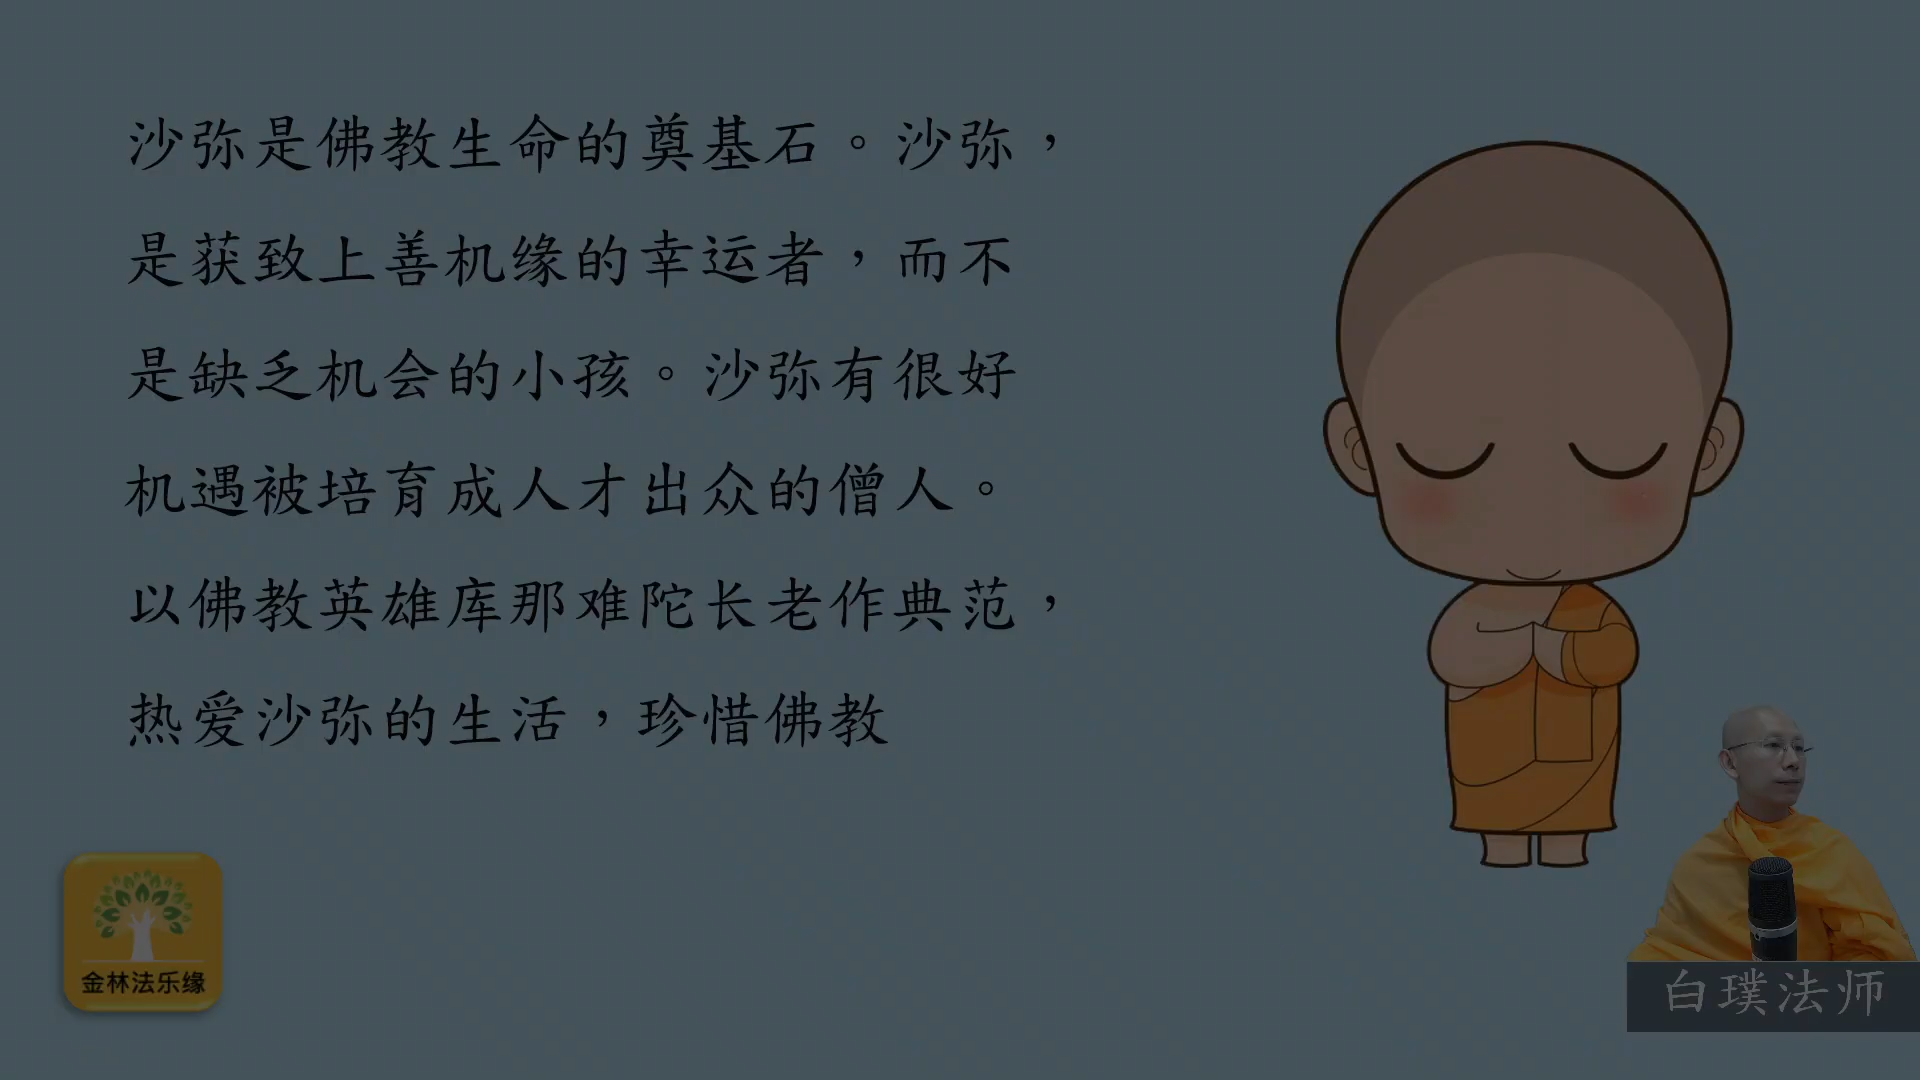 沙弥是佛教生命的奠基石。沙弥，
是获致上善机缘的幸运者，而不
是缺乏机会的小孩。沙弥有很好
机遇被培育成人才出众的僧人。
以佛教英雄库那难陀长老作典范，
热爱沙弥的生活，珍惜佛教
金林法乐缘
白璞法师